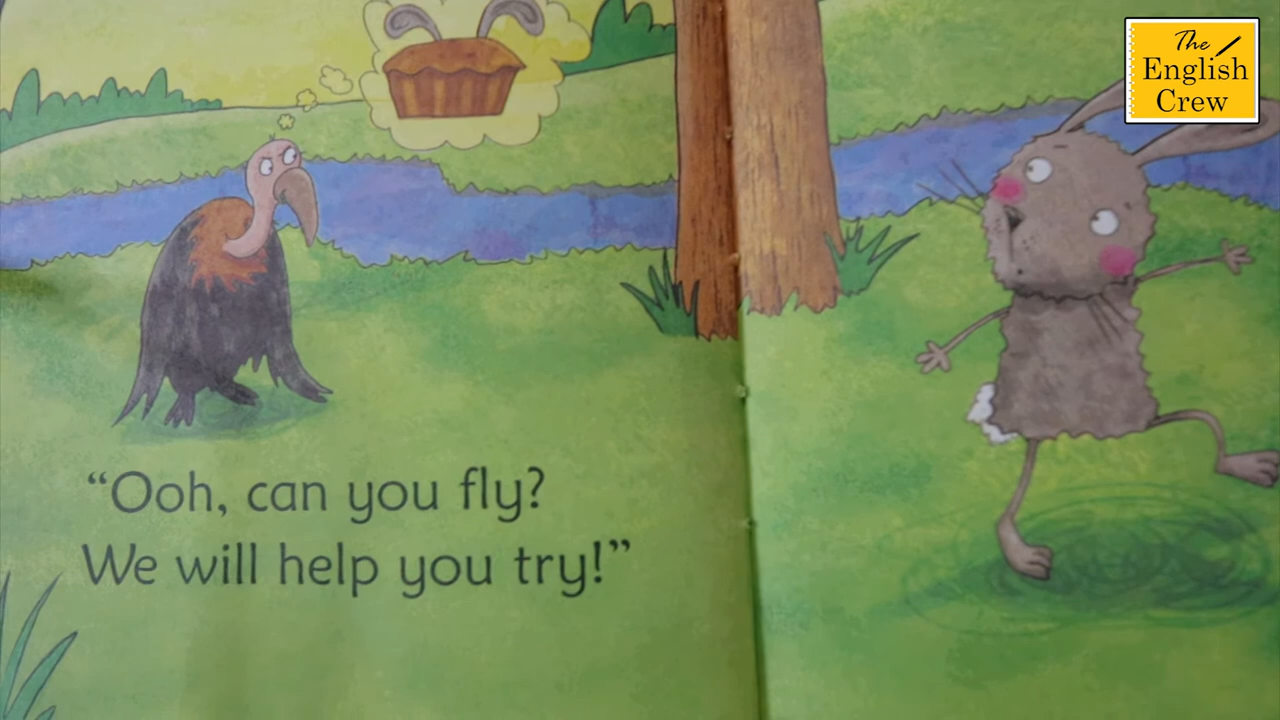 “Ooh, can you fly?
We will help you try!”
The
English
Crew